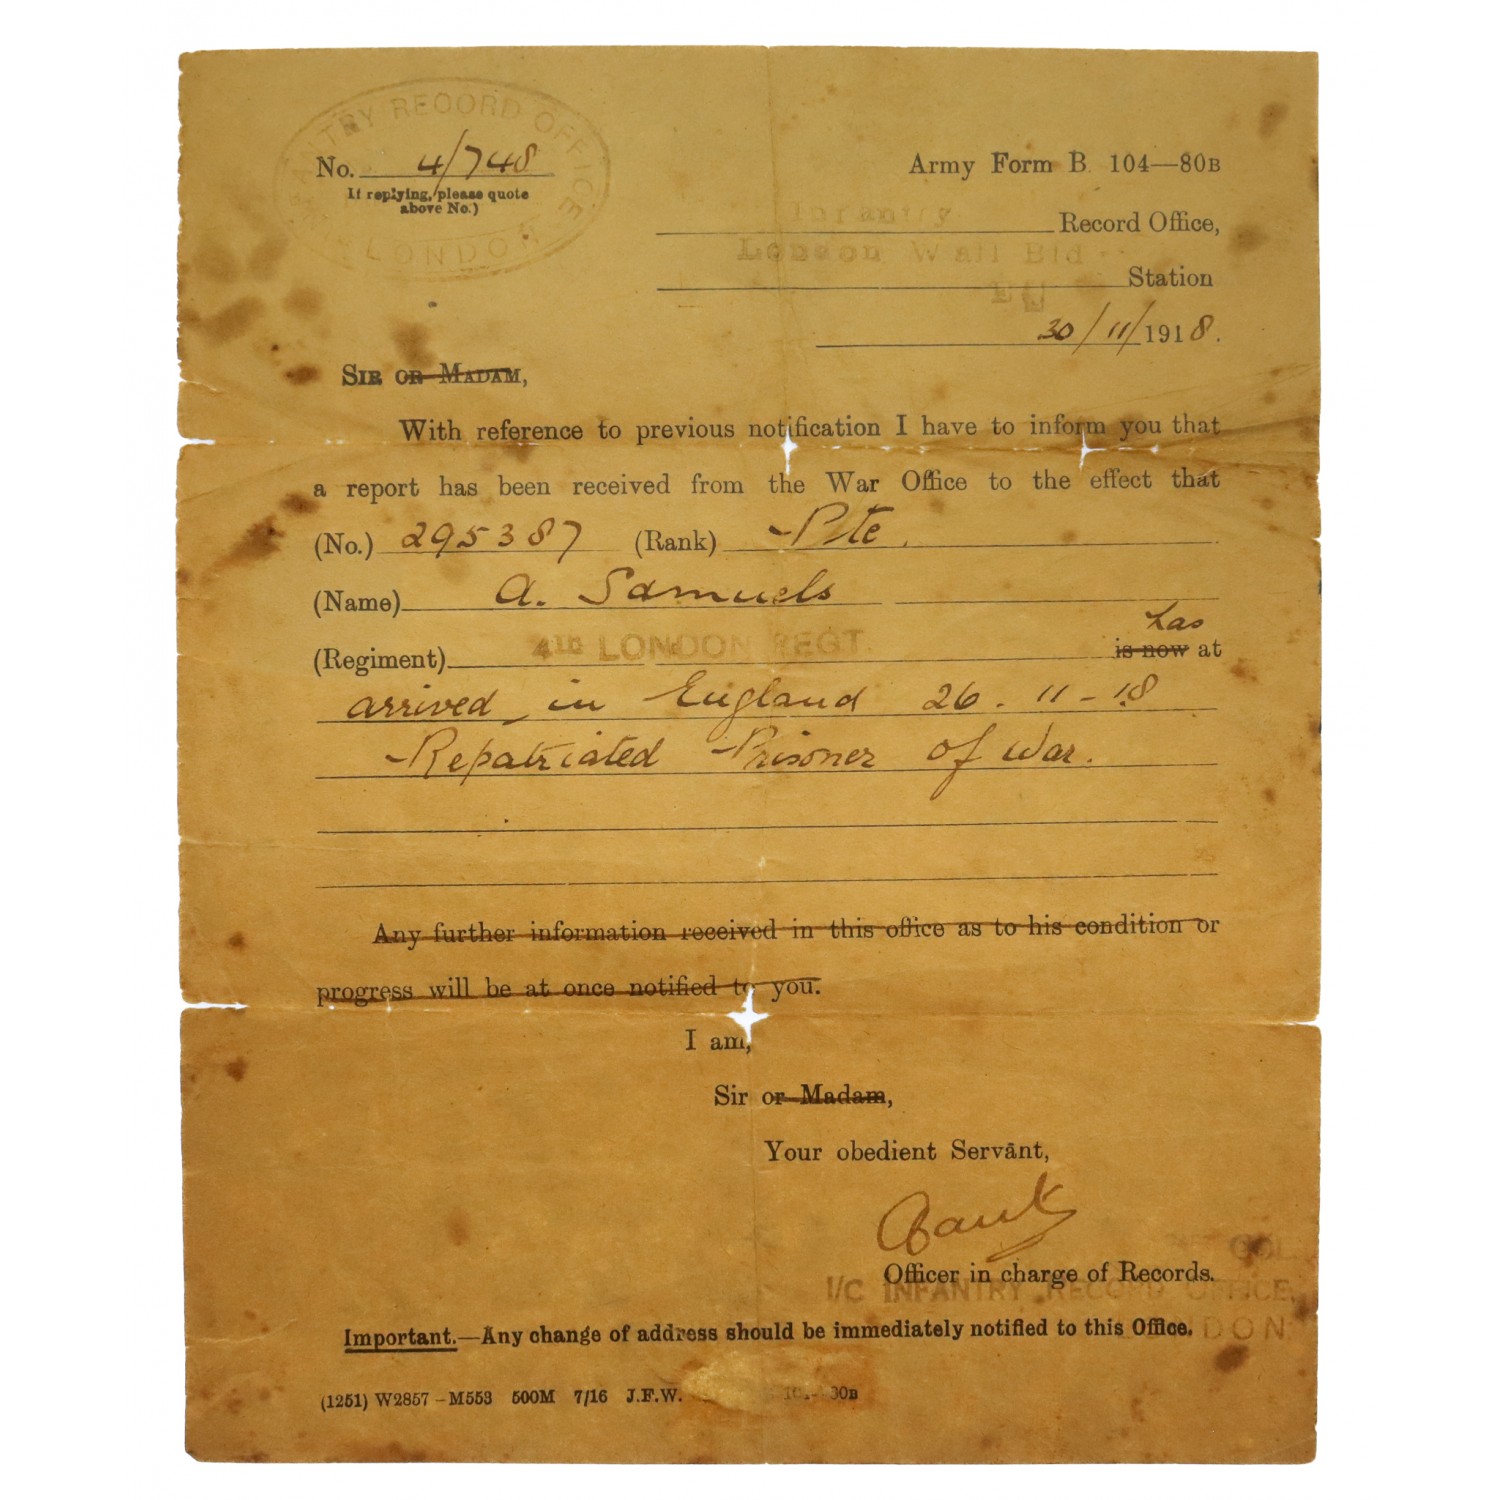 INFANTRY RECORD OFFICE
LONDON
No. 4/748
If replying, please quote
above No.)
Army Form B. 104—80B
Infantry Record Office,
London Wall Bld
Station
30/11/1918.
SIR OR MADAM,
With reference to previous notification I have to inform you that
a report has been received from the War Office to the effect that
(No.) 295387 (Rank) Pte.
(Name) A. Samuels
has
(Regiment) 4TH LONDON REGT. is now at
arrived in England 26-11-18
Repatriated Prisoner of War.
Any further information received in this office as to his condition or
progress will be at once notified to you.
I am,
Sir or Madam,
Your obedient Servant,
COL.
Officer in charge of Records.
I/C INFANTRY RECORD OFFICE,
Important.—Any change of address should be immediately notified to this Office.
(1251) W2857—M553 500M 7/16 J.F.W.